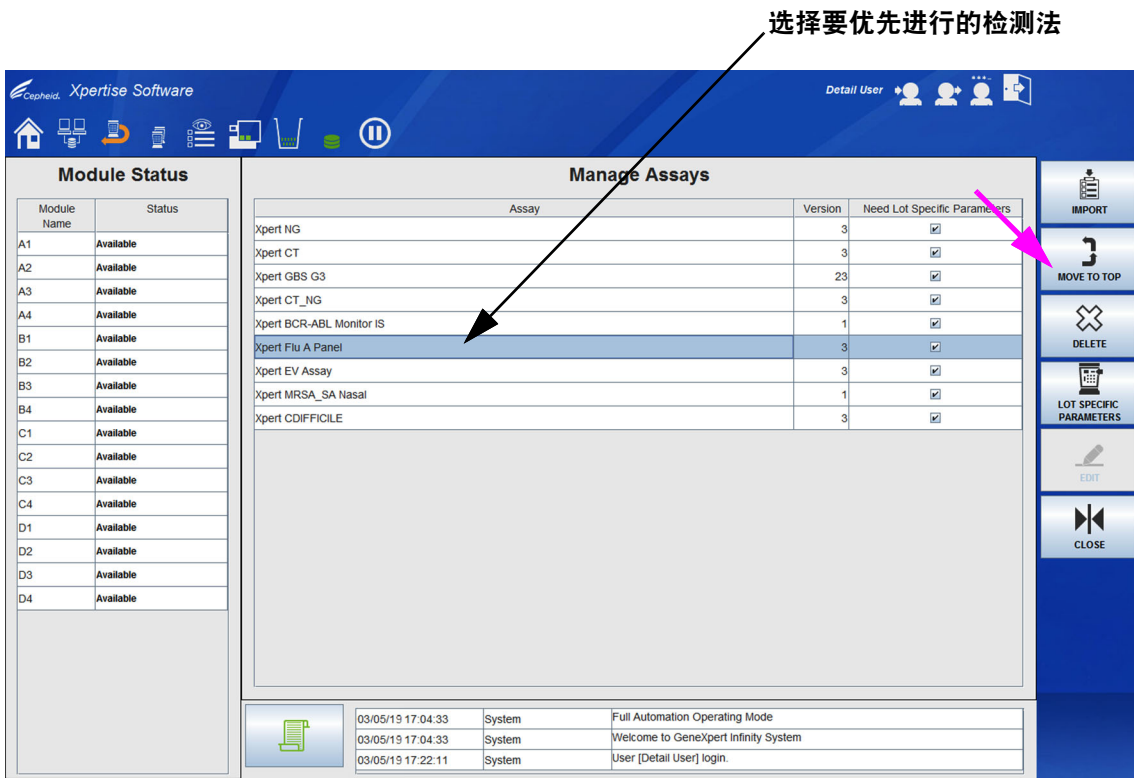 选择要优先进行的检测法
Cepheid. Xpertise Software
Detail User
Module Status
Module Name Status
A1 Available
A2 Available
A3 Available
A4 Available
B1 Available
B2 Available
B3 Available
B4 Available
C1 Available
C2 Available
C3 Available
C4 Available
D1 Available
D2 Available
D3 Available
D4 Available
Manage Assays
Assay Version Need Lot Specific Parameters
Xpert NG 3
Xpert CT 3
Xpert GBS G3 23
Xpert CT_NG 3
Xpert BCR-ABL Monitor IS 1
Xpert Flu A Panel 3
Xpert EV Assay 3
Xpert MRSA_SA Nasal 1
Xpert CDIFFICILE 3
IMPORT
MOVE TO TOP
DELETE
LOT SPECIFIC
PARAMETERS
EDIT
CLOSE
03/05/19 17:04:33 System Full Automation Operating Mode
03/05/19 17:04:33 System Welcome to GeneXpert Infinity System
03/05/19 17:22:11 System User [Detail User] login.